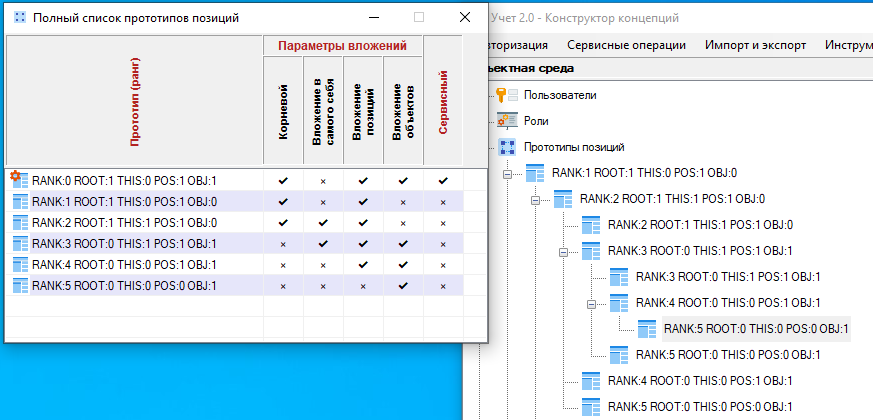 Полный список прототипов позиций
Прототип (ранг)
Параметры вложений
Корневой
Вложение в
самого себя
Вложение
позиций
Вложение
объектов
Сервисный
RANK:0 ROOT:1 THIS:0 POS:1 OBJ:1
RANK:1 ROOT:1 THIS:0 POS:1 OBJ:0
RANK:2 ROOT:1 THIS:1 POS:1 OBJ:0
RANK:3 ROOT:0 THIS:1 POS:1 OBJ:1
RANK:4 ROOT:0 THIS:0 POS:1 OBJ:1
RANK:5 ROOT:0 THIS:0 POS:0 OBJ:1
Учет 2.0 - Конструктор концепций
вторизация Сервисные операции Импорт и экспорт Инструм
ъектная среда
Пользователи
Роли
Прототипы позиций
RANK:1 ROOT:1 THIS:0 POS:1 OBJ:0
RANK:2 ROOT:1 THIS:1 POS:1 OBJ:0
RANK:2 ROOT:1 THIS:1 POS:1 OBJ:0
RANK:3 ROOT:0 THIS:1 POS:1 OBJ:1
RANK:3 ROOT:0 THIS:1 POS:1 OBJ:1
RANK:4 ROOT:0 THIS:0 POS:1 OBJ:1
RANK:5 ROOT:0 THIS:0 POS:0 OBJ:1
RANK:5 ROOT:0 THIS:0 POS:0 OBJ:1
RANK:4 ROOT:0 THIS:0 POS:1 OBJ:1
RANK:5 ROOT:0 THIS:0 POS:0 OBJ:1